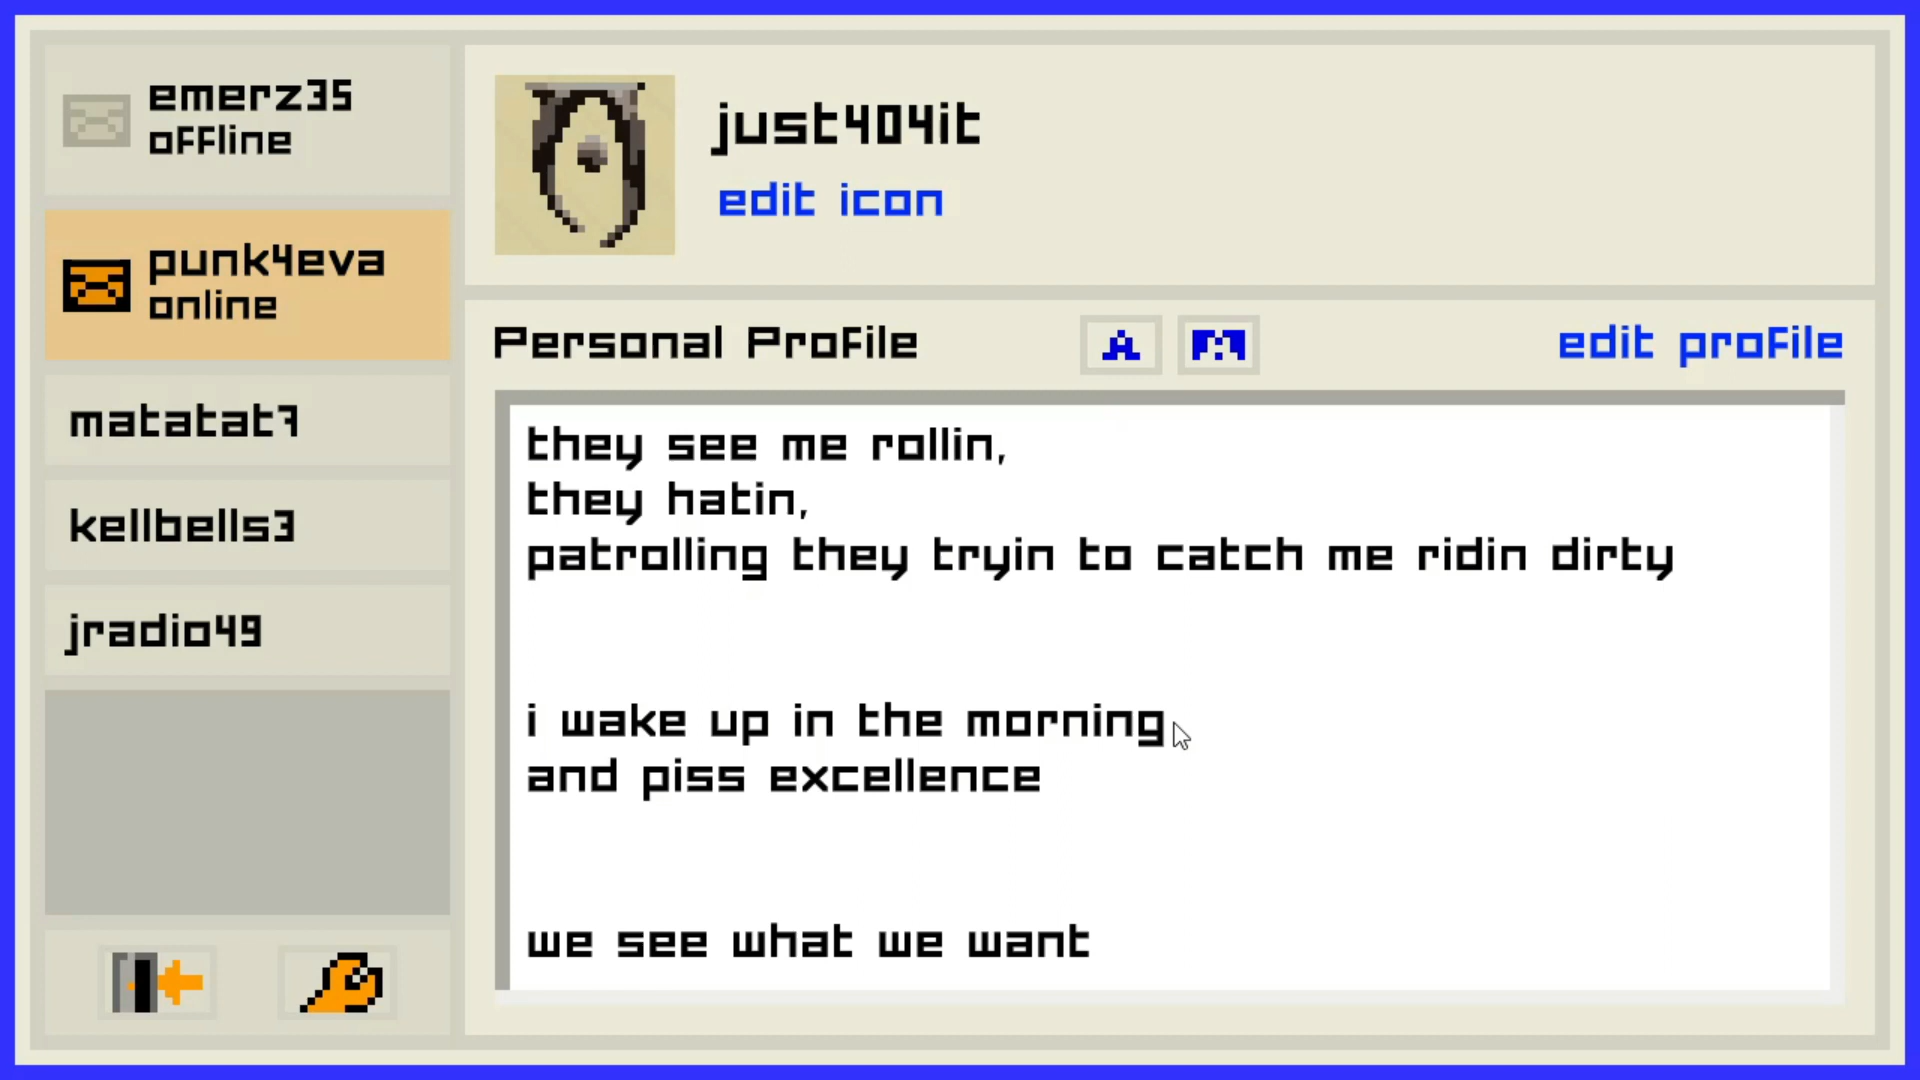 emerz35
offline
punk4eva
online
matatat7
kellbells3
jradio49
just404it
edit icon
Personal Profile
A
edit profile
they see me rollin,
they hatin,
patrolling they tryin to catch me ridin dirty
i wake up in the morning
and piss excellence
we see what we want